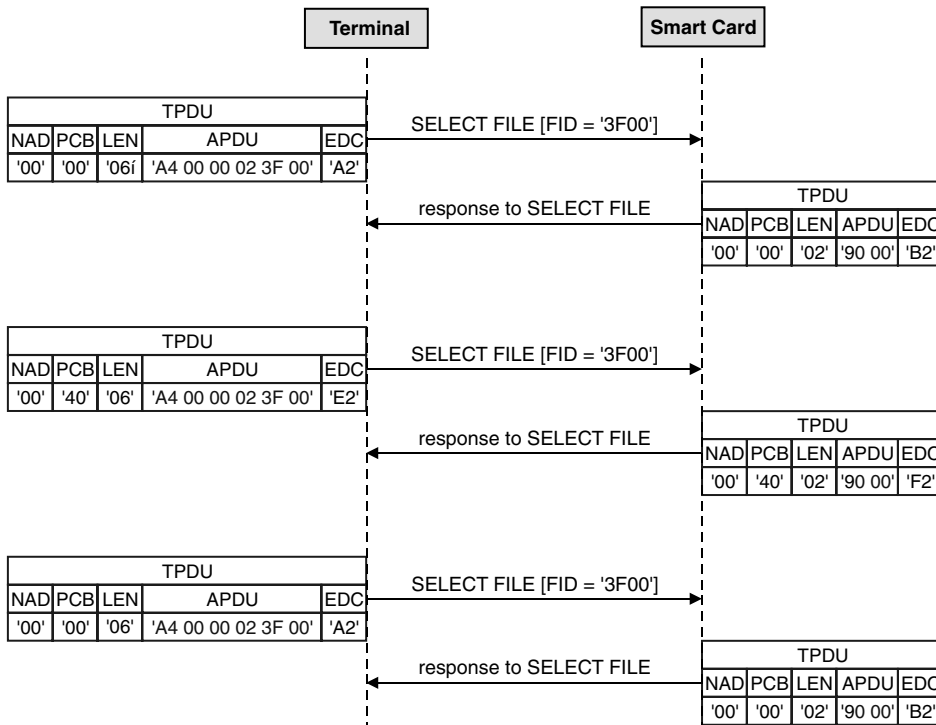 Terminal
Smart Card
TPDU
NAD PCB LEN APDU EDC
'00' '00' '06í 'A4 00 00 02 3F 00' 'A2'
SELECT FILE [FID = '3F00']
response to SELECT FILE
TPDU
NAD PCB LEN APDU EDC
'00' '00' '02' '90 00' 'B2'
TPDU
NAD PCB LEN APDU EDC
'00' '40' '06' 'A4 00 00 02 3F 00' 'E2'
SELECT FILE [FID = '3F00']
response to SELECT FILE
TPDU
NAD PCB LEN APDU EDC
'00' '40' '02' '90 00' 'F2'
TPDU
NAD PCB LEN APDU EDC
'00' '00' '06' 'A4 00 00 02 3F 00' 'A2'
SELECT FILE [FID = '3F00']
response to SELECT FILE
TPDU
NAD PCB LEN APDU EDC
'00' '00' '02' '90 00' 'B2'